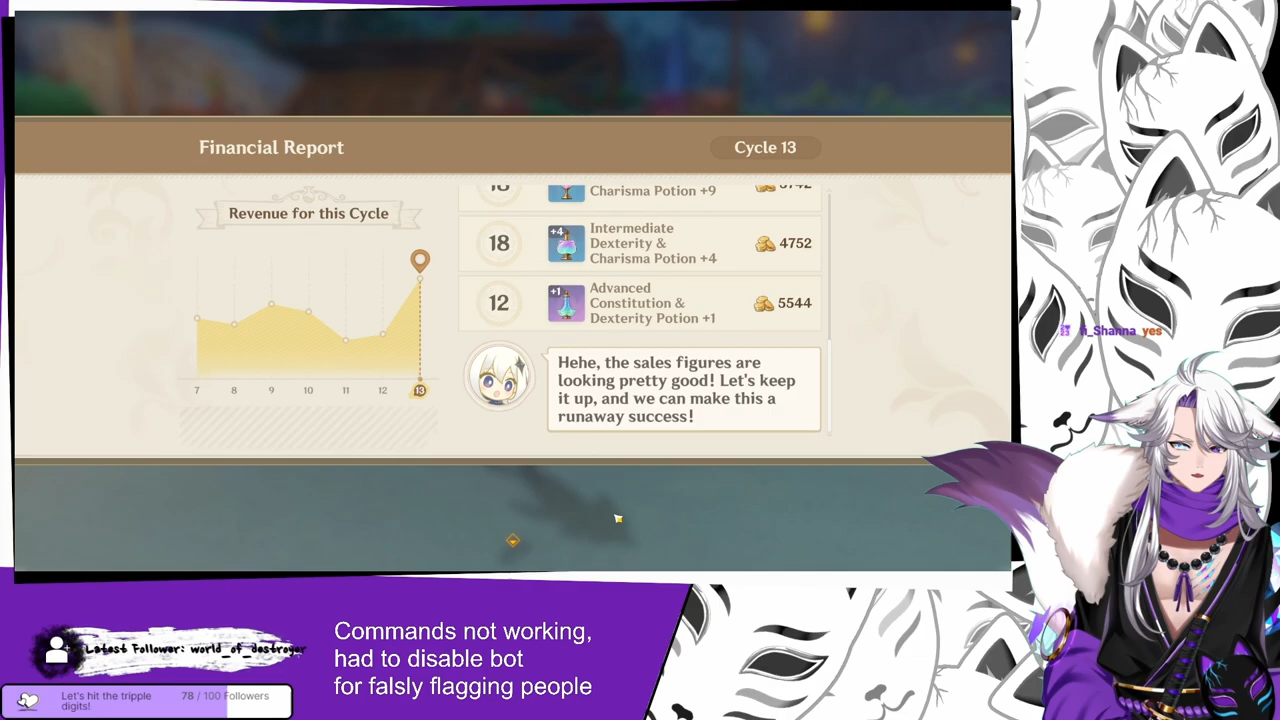 Financial Report
Cycle 13
Revenue for this Cycle
7 8 9 10 11 12 13
18
Charisma Potion +9
18
+4
Intermediate
Dexterity &
Charisma Potion +4
4752
12
+1
Advanced
Constitution &
Dexterity Potion +1
5544
Hehe, the sales figures are
looking pretty good! Let's keep
it up, and we can make this a
runaway success!
yes
Latest Follower: world_of_destroyer
Let's hit the tripple
digits!
78 / 100 Followers
Commands not working,
had to disable bot
for falsly flagging people